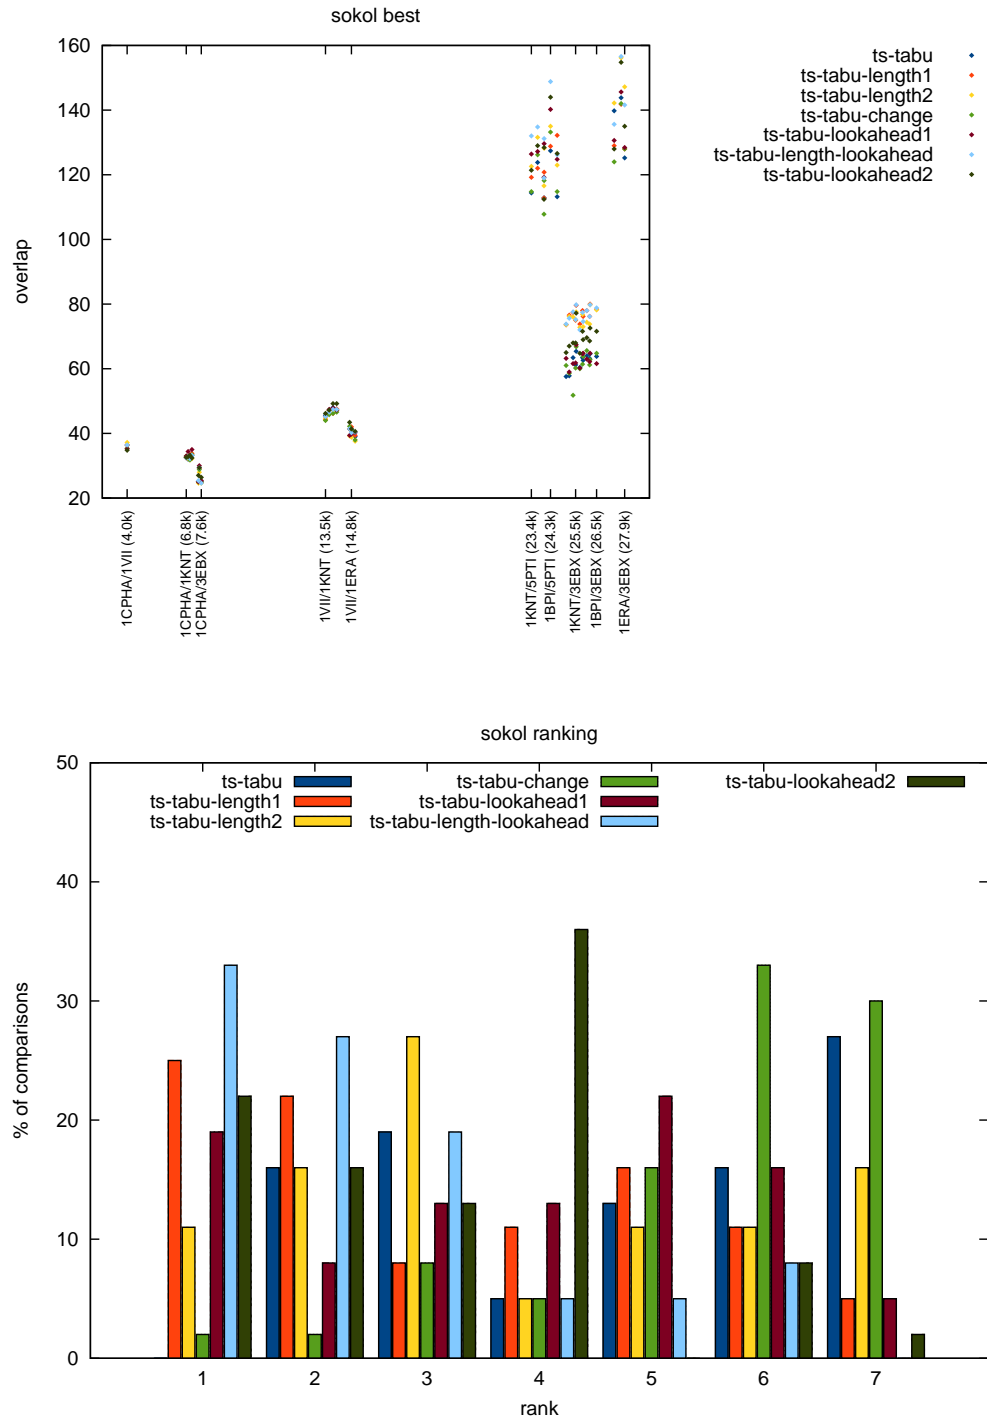 sokol best
160
140
120
100
80
60
40
20
overlap
ts-tabu
ts-tabu-length1
ts-tabu-length2
ts-tabu-change
ts-tabu-lookahead1
ts-tabu-length-lookahead
ts-tabu-lookahead2
1CPHA/1VII (4.0k)
1CPHA/1KNT (6.8k)
1CPHA/3EBX (7.6k)
1VII/1KNT (13.5k)
1VII/1ERA (14.8k)
1KNT/5PTI (23.4k)
1BPI/5PTI (24.3k)
1KNT/3EBX (25.5k)
1BPI/3EBX (26.5k)
1ERA/3EBX (27.9k)
sokol ranking
50
40
30
20
10
0
% of comparisons
ts-tabu
ts-tabu-length1
ts-tabu-length2
ts-tabu-change
ts-tabu-lookahead1
ts-tabu-length-lookahead
ts-tabu-lookahead2
1 2 3 4 5 6 7
rank